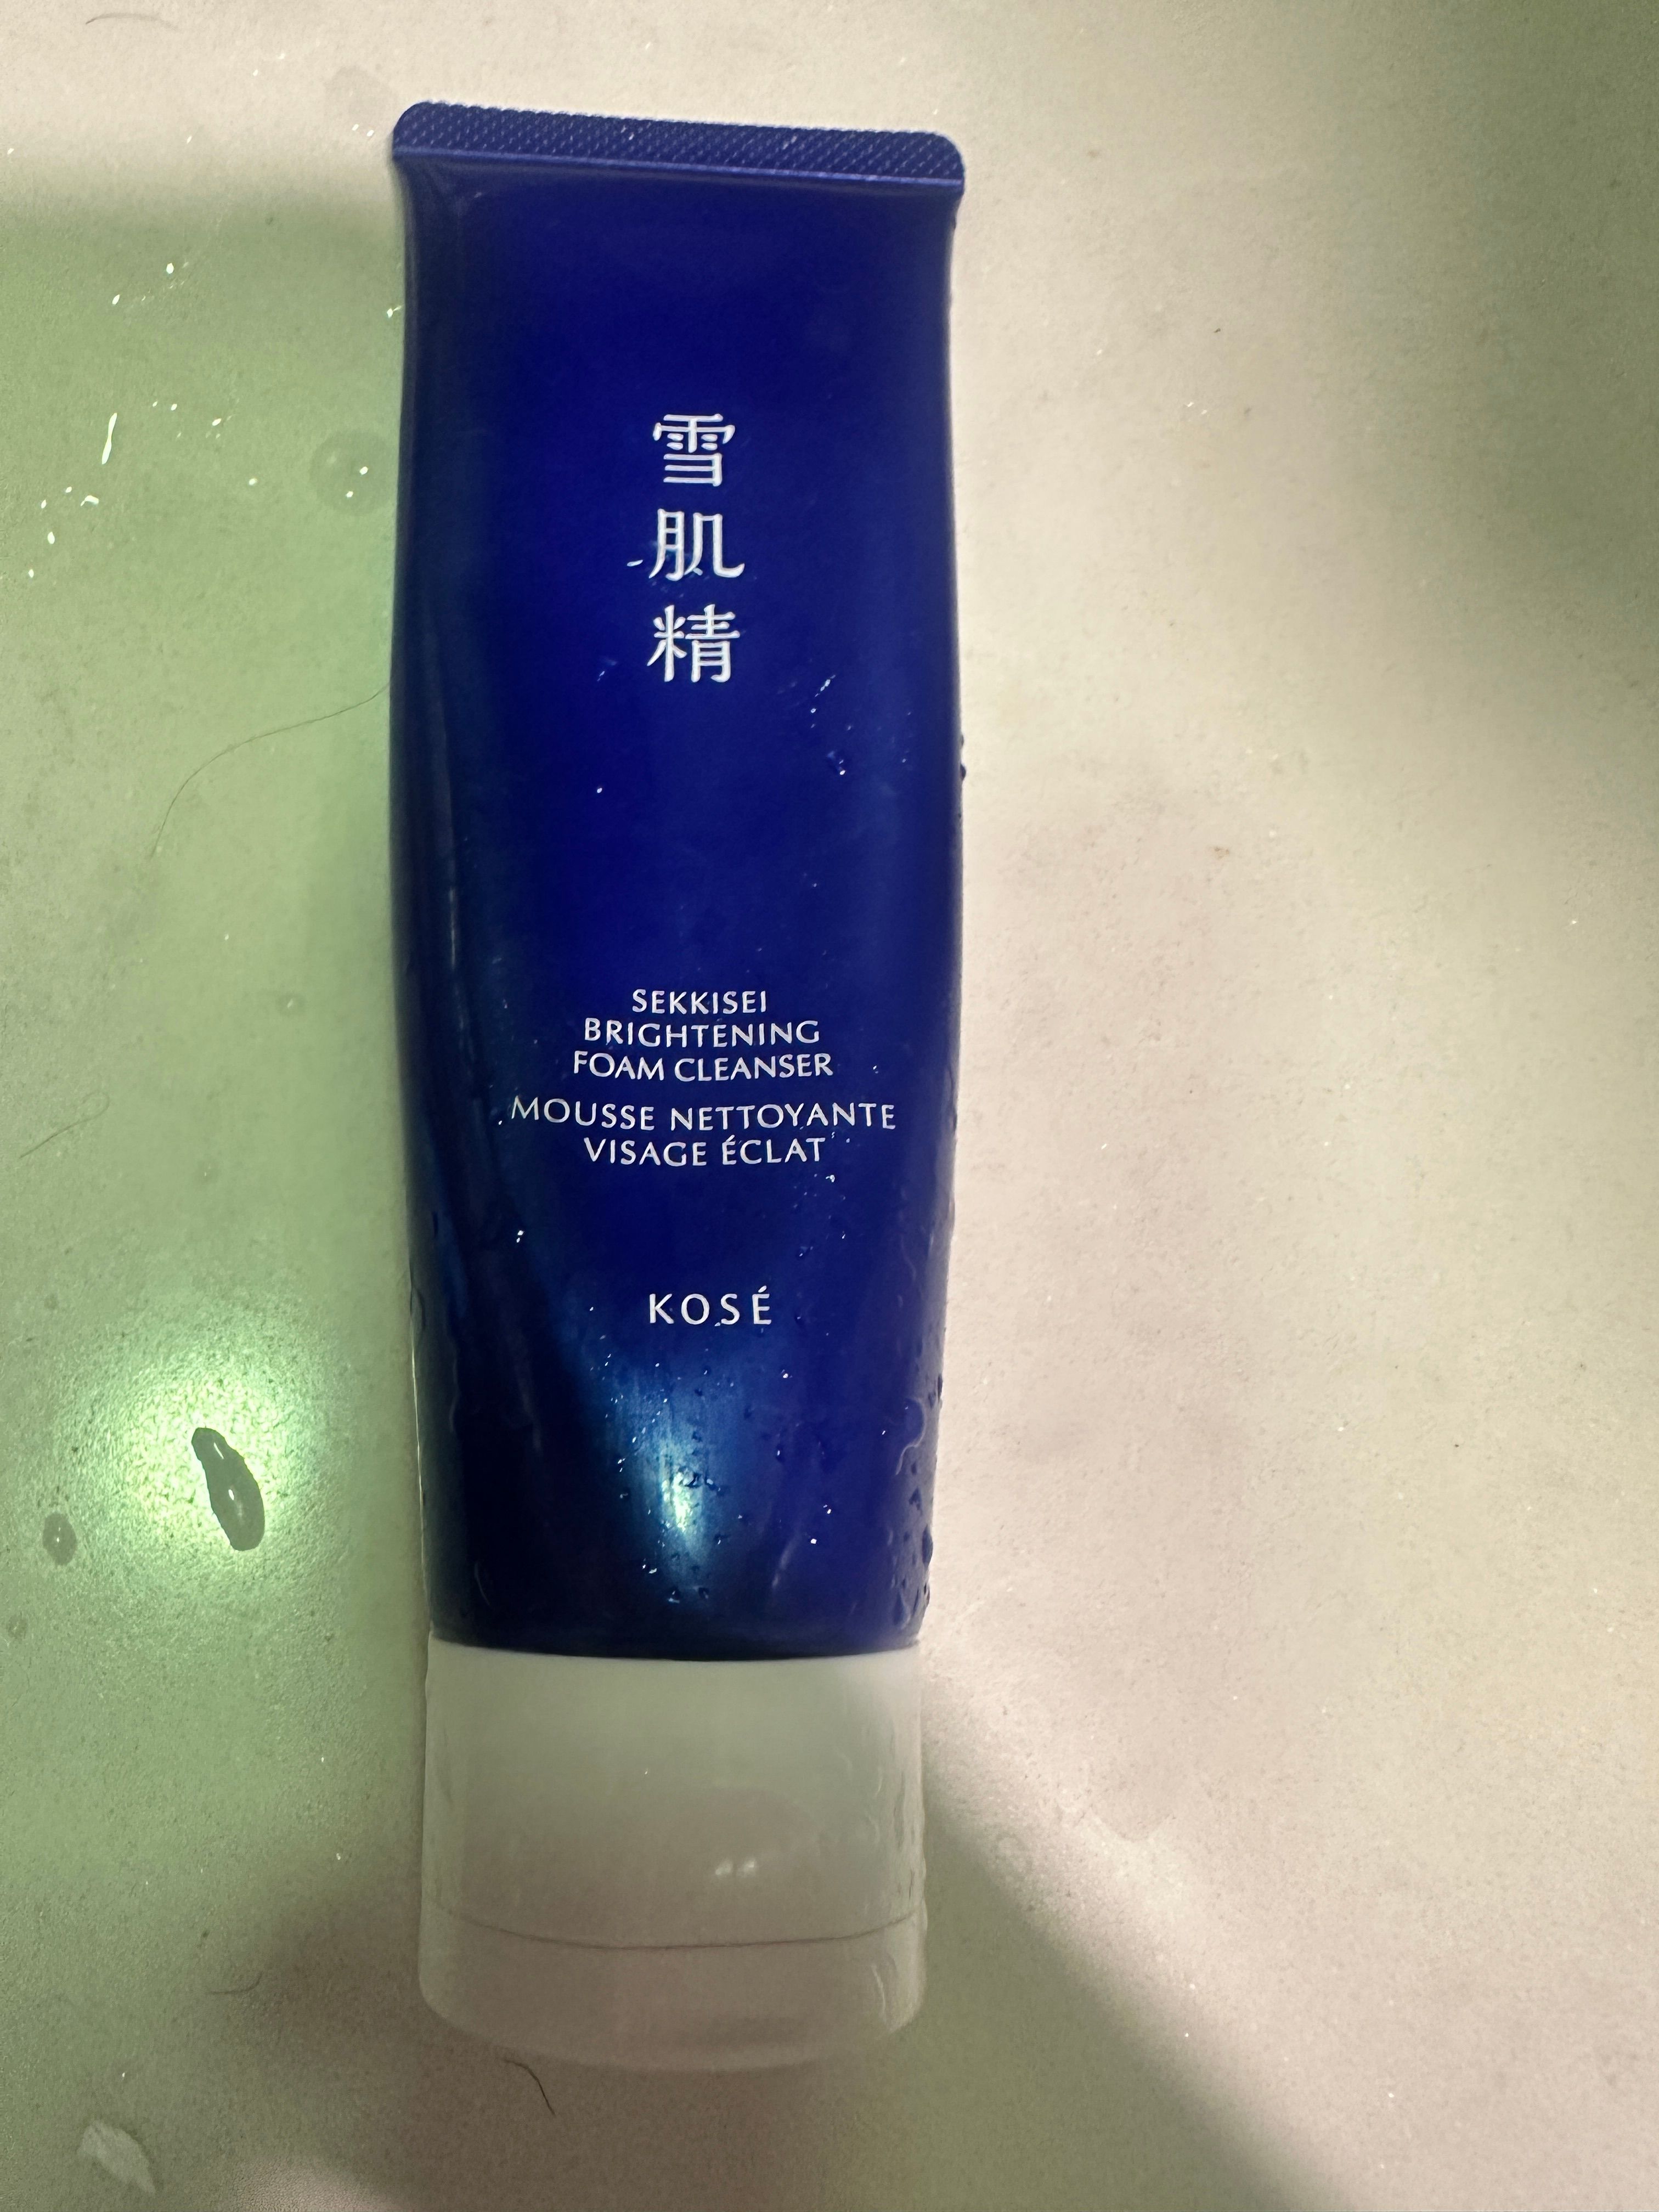 雪肌精
SEKKISEI
BRIGHTENING
FOAM CLEANSER
MOUSSE NETTOYANTE
VISAGE ÉCLAT
KOSÉ